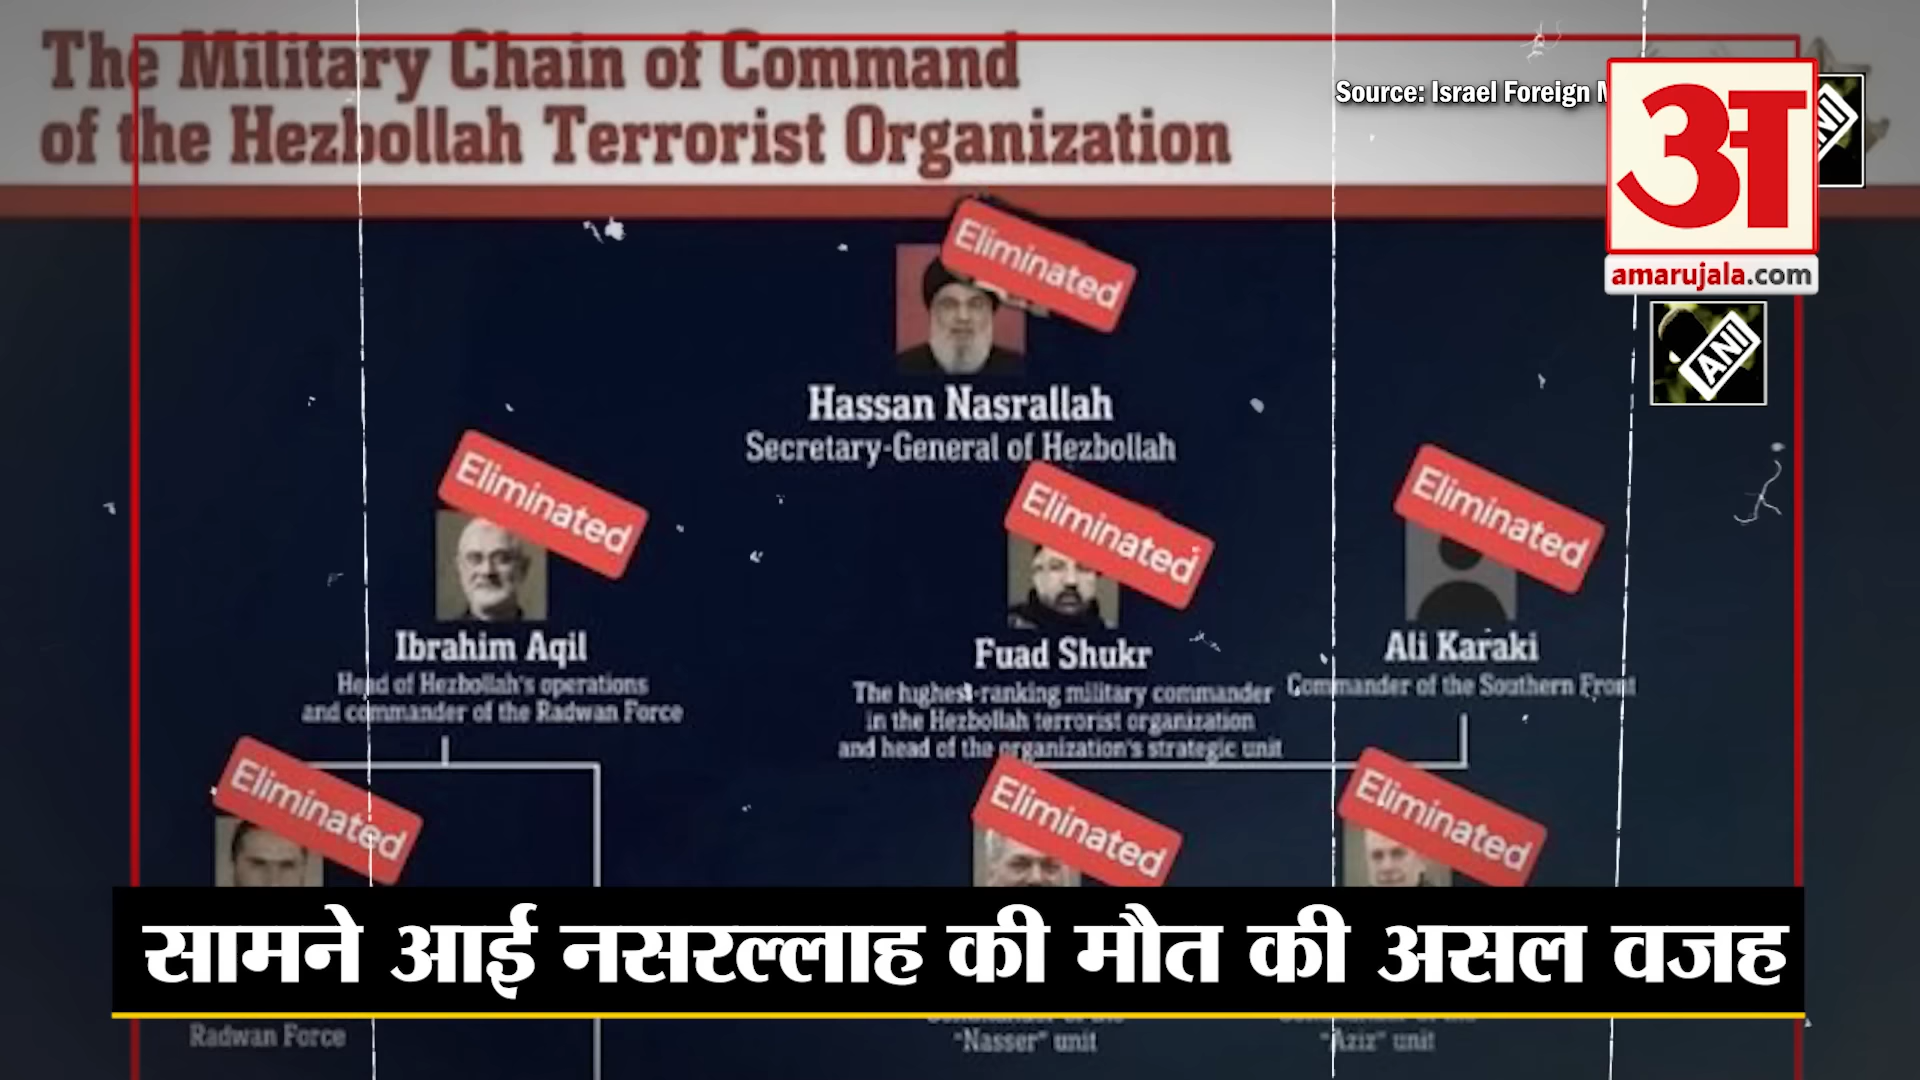 The Military Chain of Command
of the Hezbollah Terrorist Organization
Source: Israel Foreign
अ
amarujala.com
ANI
ANI
Eliminated
Hassan Nasrallah
Secretary-General of Hezbollah
Eliminated
Eliminated
Eliminated
Ibrahim Aqil
Head of Hezbollah's operations
and commander of the Radwan Force
Fuad Shukr
The highest-ranking military commander
in the Hezbollah terrorist organization
and head of the organization's strategic unit
Ali Karaki
Commander of the Southern Front
Eliminated
Eliminated
Eliminated
सामने आई नसरल्लाह की मौत की असल वजह
Radwan Force
"Nasser" unit
"Aziz" unit